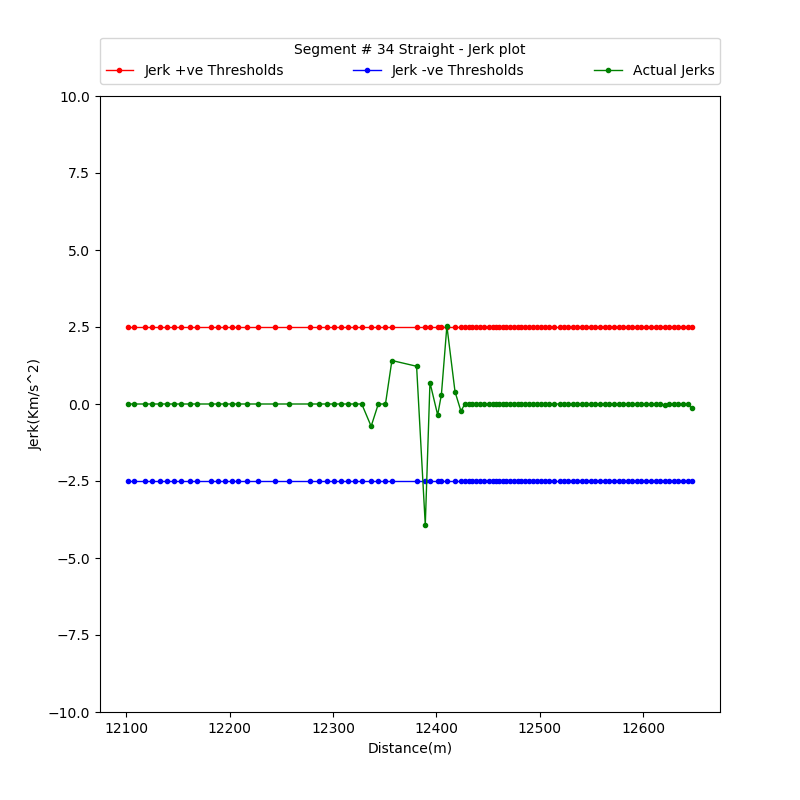 Segment # 34 Straight - Jerk plot
Jerk +ve Thresholds Jerk -ve Thresholds Actual Jerks
10.0
7.5
5.0
2.5
0.0
−2.5
−5.0
−7.5
−10.0
Jerk(Km/s^2)
12100 12200 12300 12400 12500 12600
Distance(m)